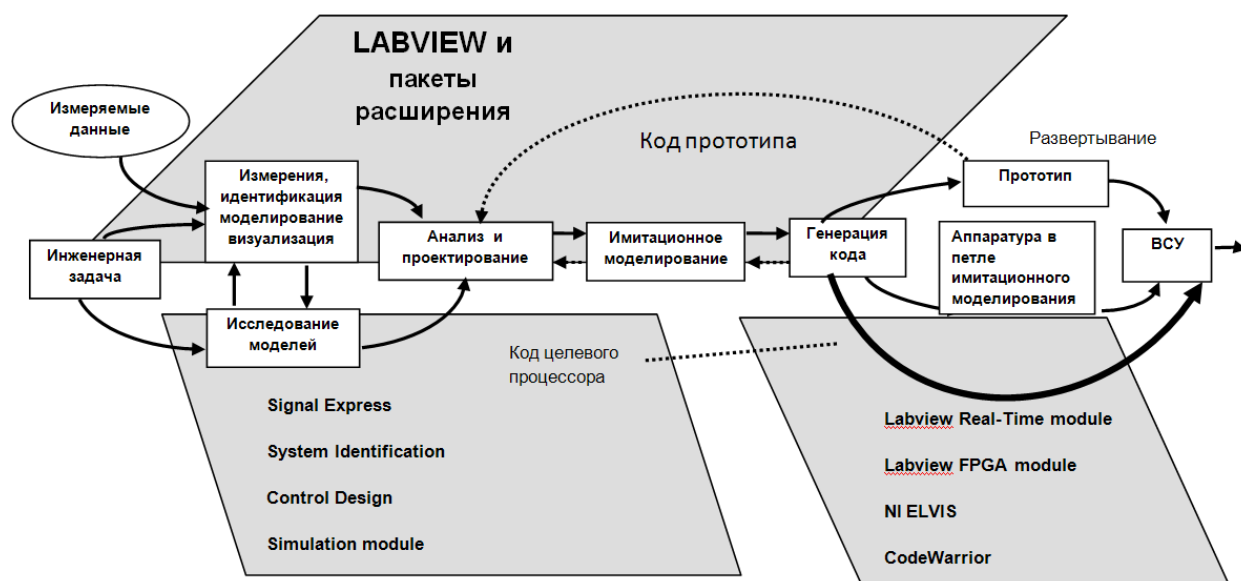 LABVIEW и
пакеты
расширения
Измеряемые
данные
Код прототипа
Развертывание
Измерения,
идентификация
моделирование
визуализация
Прототип
Инженерная
задача
Анализ и
проектирование
Имитационное
моделирование
Генерация
кода
Аппаратура в
петле
имитационного
моделирования
ВСУ
Исследование
моделей
Код целевого
процессора
Signal Express
System Identification
Control Design
Simulation module
Labview Real-Time module
Labview FPGA module
NI ELVIS
CodeWarrior